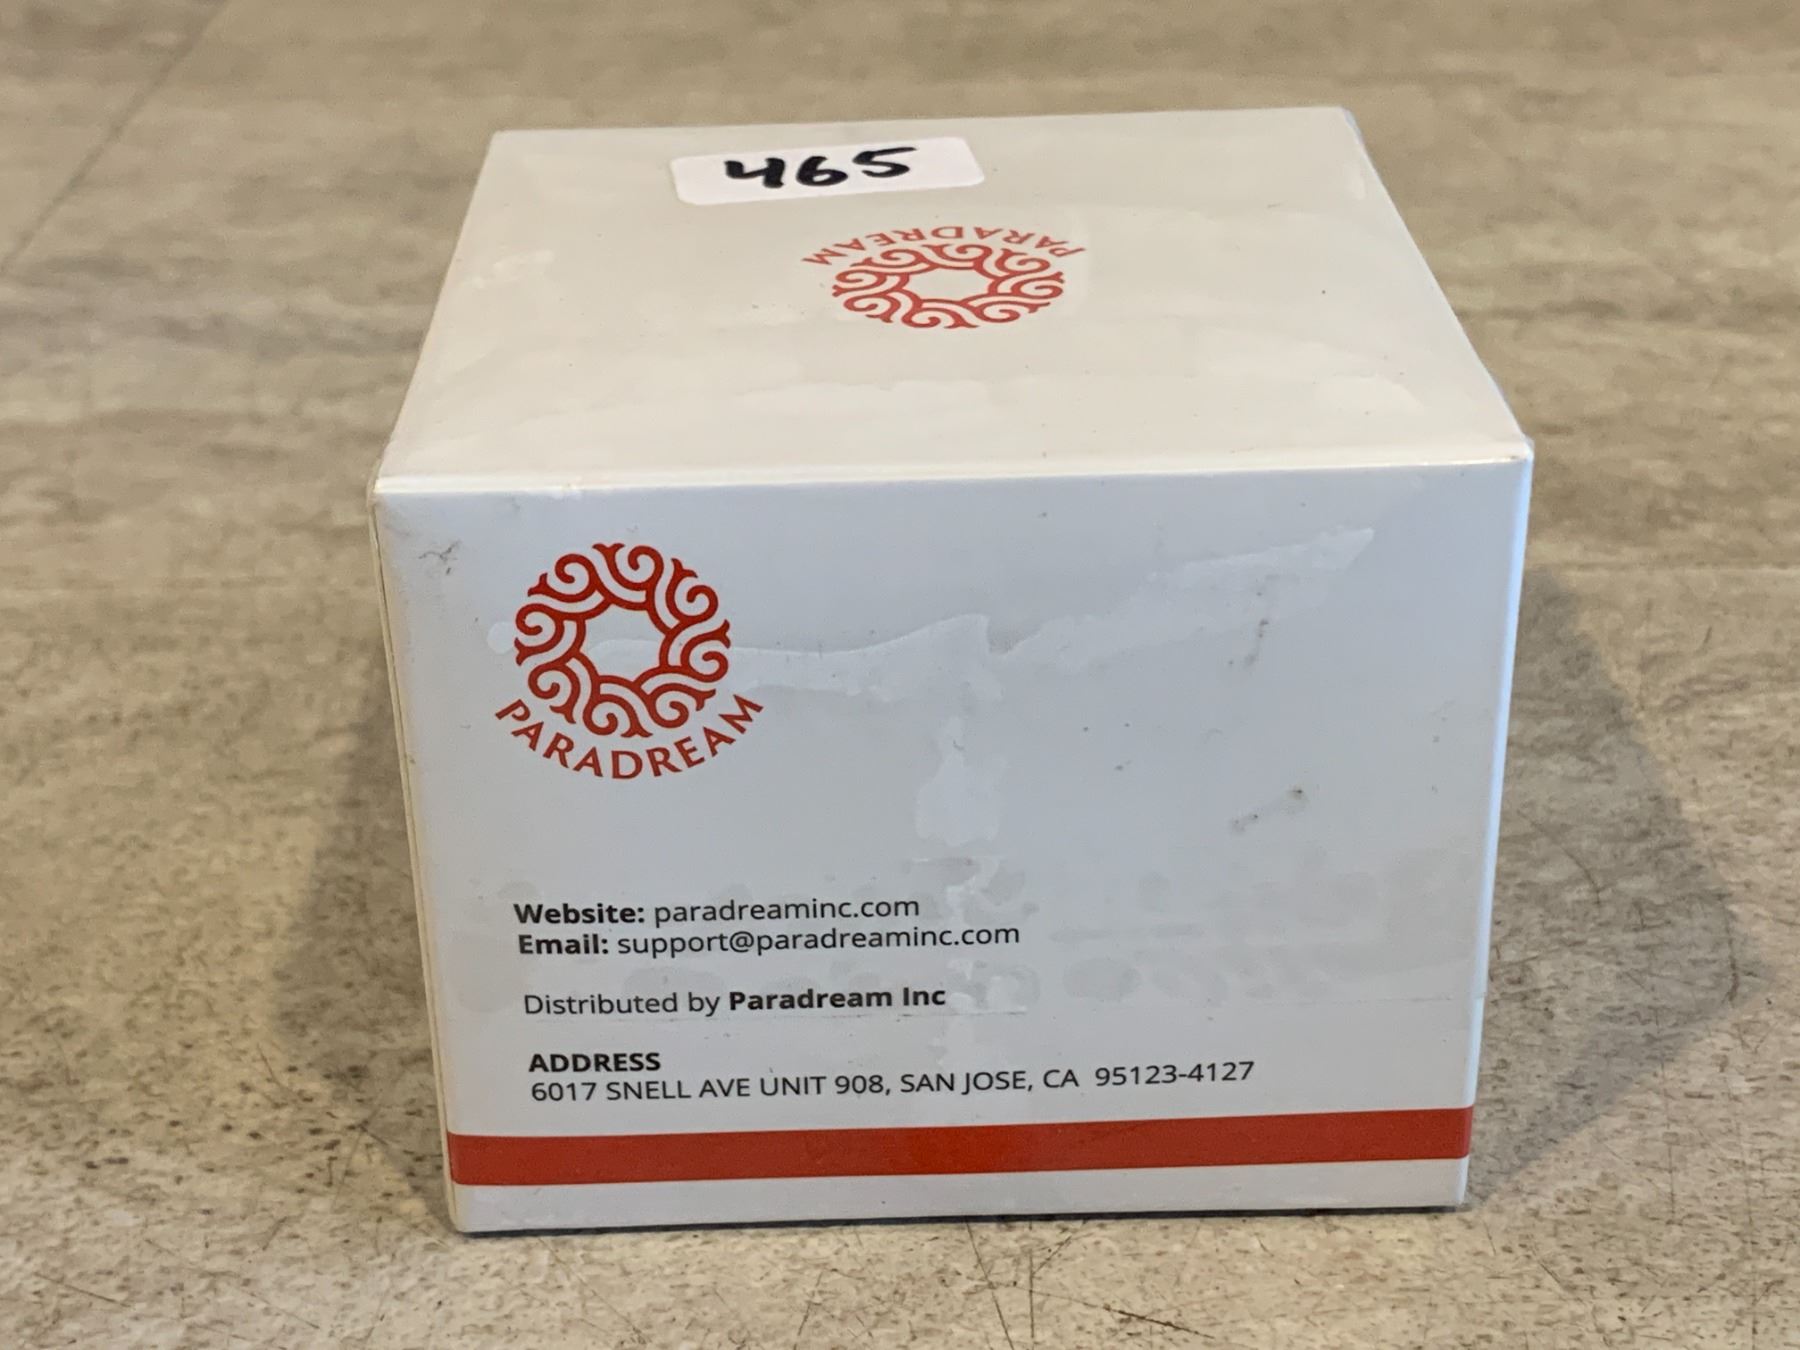 465
PARADREAM
PARADREAM
Website: paradreaminc.com
Email: support@paradreaminc.com
Distributed by Paradream Inc
ADDRESS
6017 SNELL AVE UNIT 908, SAN JOSE, CA 95123-4127